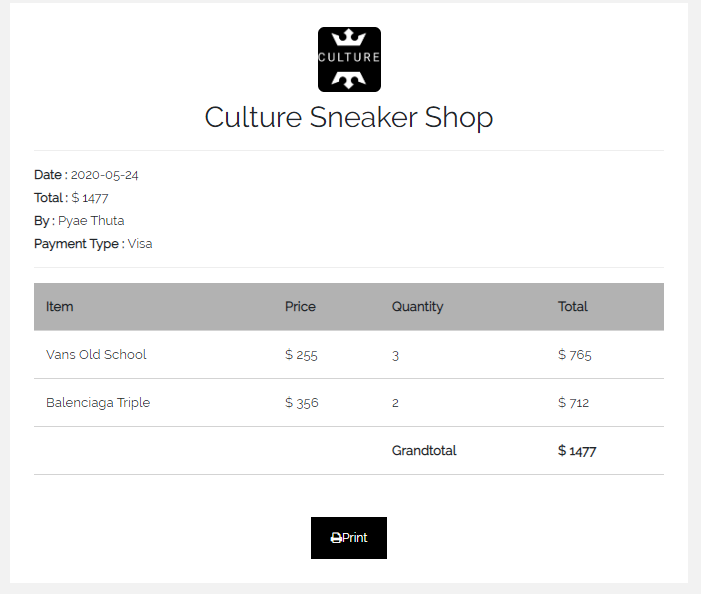 CULTURE
Culture Sneaker Shop
Date : 2020-05-24
Total : $ 1477
By : Pyae Thuta
Payment Type : Visa
Item Price Quantity Total
Vans Old School $ 255 3 $ 765
Balenciaga Triple $ 356 2 $ 712
Grandtotal $ 1477
Print